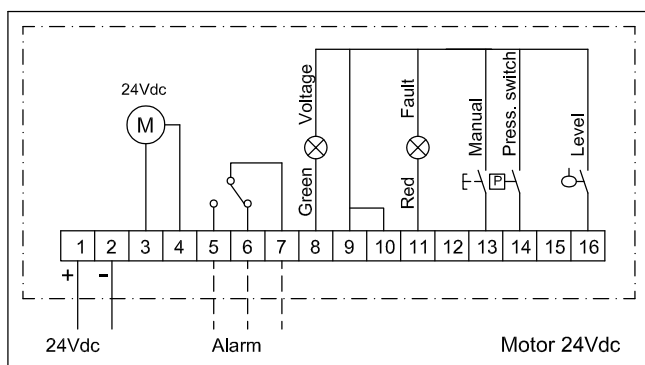 24Vdc
M
Voltage
Green
Fault
Red
Manual
Press. switch
P
Level
1 2 3 4 5 6 7 8 9 10 11 12 13 14 15 16
+ -
24Vdc
Alarm
Motor 24Vdc